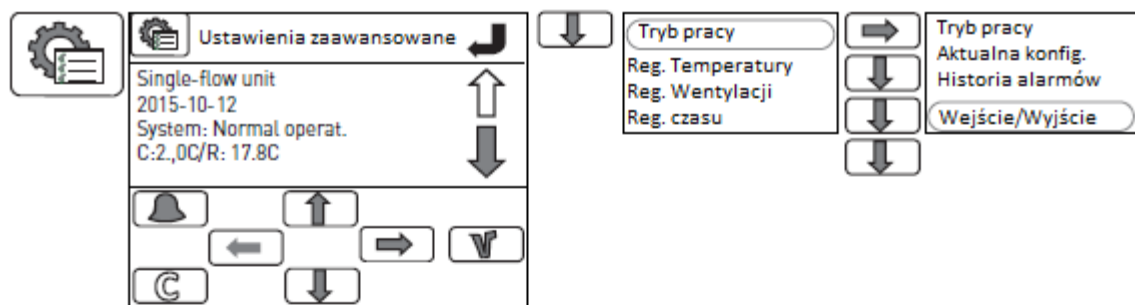 Ustawienia zaawansowane
Single-flow unit
2015-10-12
System: Normal operat.
C:2.,0C/R: 17.8C
C
Tryb pracy
Reg. Temperatury
Reg. Wentylacji
Reg. czasu
Tryb pracy
Aktualna konfig.
Historia alarmów
Wejście/Wyjście